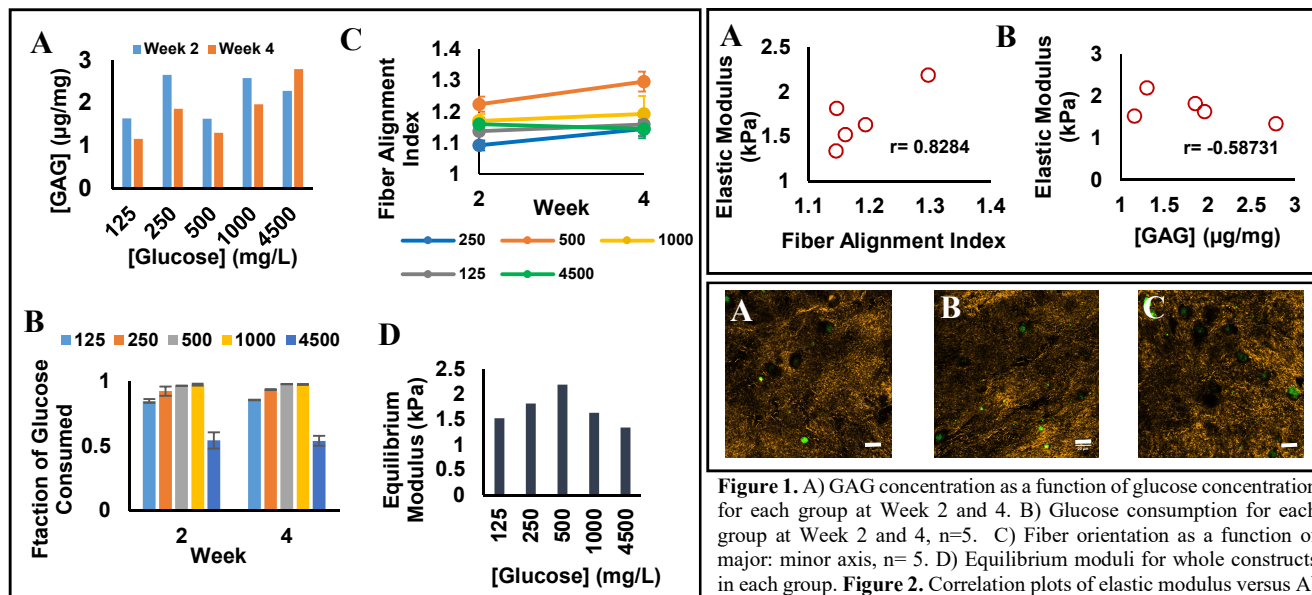 A
Week 2 Week 4
[GAG] (µg/mg)
3
2
1
0
125 250 500 1000 4500
[Glucose] (mg/L)
C
Fiber Alignment Index
1.4
1.3
1.2
1.1
1
2 4
Week
250 500 1000
125 4500
B
125 250 500 1000 4500
Ftaction of Glucose Consumed
1
0.5
0
2 4
Week
D
Equilibrium Modulus (kPa)
2.5
2
1.5
1
0.5
0
125 250 500 1000 4500
[Glucose] (mg/L)
A
Elastic Modulus (kPa)
2.5
2
1.5
1
r= 0.8284
1.1 1.2 1.3 1.4
Fiber Alignment Index
B
Elastic Modulus (kPa)
3
2
1
0
r= -0.58731
1 1.5 2 2.5 3
[GAG] (µg/mg)
A B C
Figure 1. A) GAG concentration as a function of glucose concentration
for each group at Week 2 and 4. B) Glucose consumption for each
group at Week 2 and 4, n=5. C) Fiber orientation as a function of
major: minor axis, n= 5. D) Equilibrium moduli for whole constructs
in each group. Figure 2. Correlation plots of elastic modulus versus A)